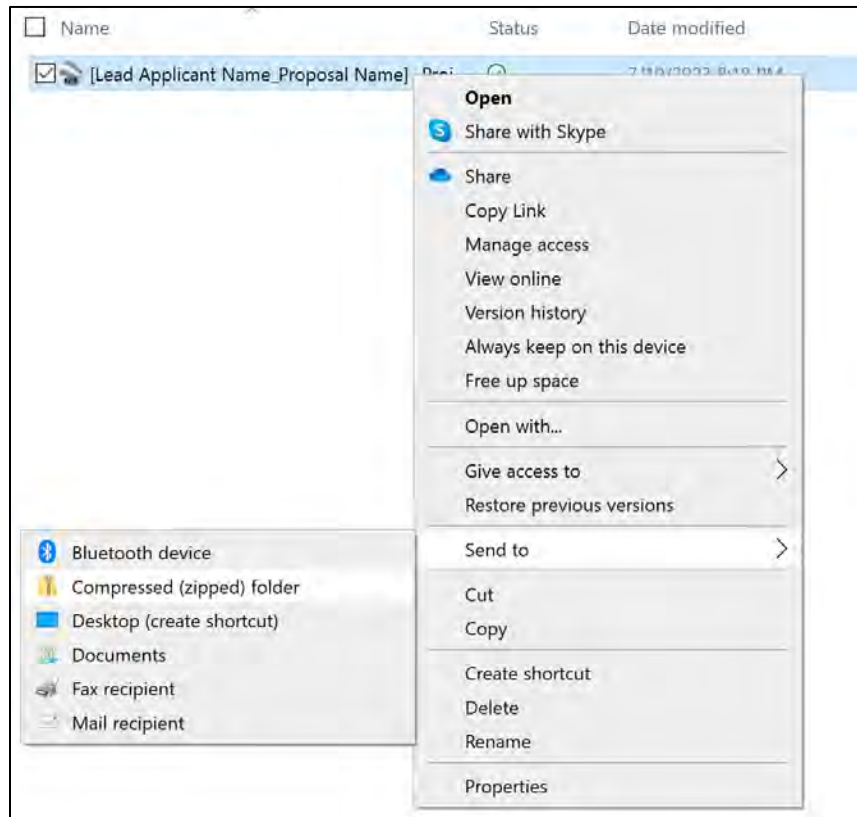 Name Status Date modified
[Lead Applicant Name_Proposal Name]
Open
Share with Skype
Share
Copy Link
Manage access
View online
Version history
Always keep on this device
Free up space
Open with...
Give access to
Restore previous versions
Send to
Cut
Copy
Create shortcut
Delete
Rename
Properties
Bluetooth device
Compressed (zipped) folder
Desktop (create shortcut)
Documents
Fax recipient
Mail recipient